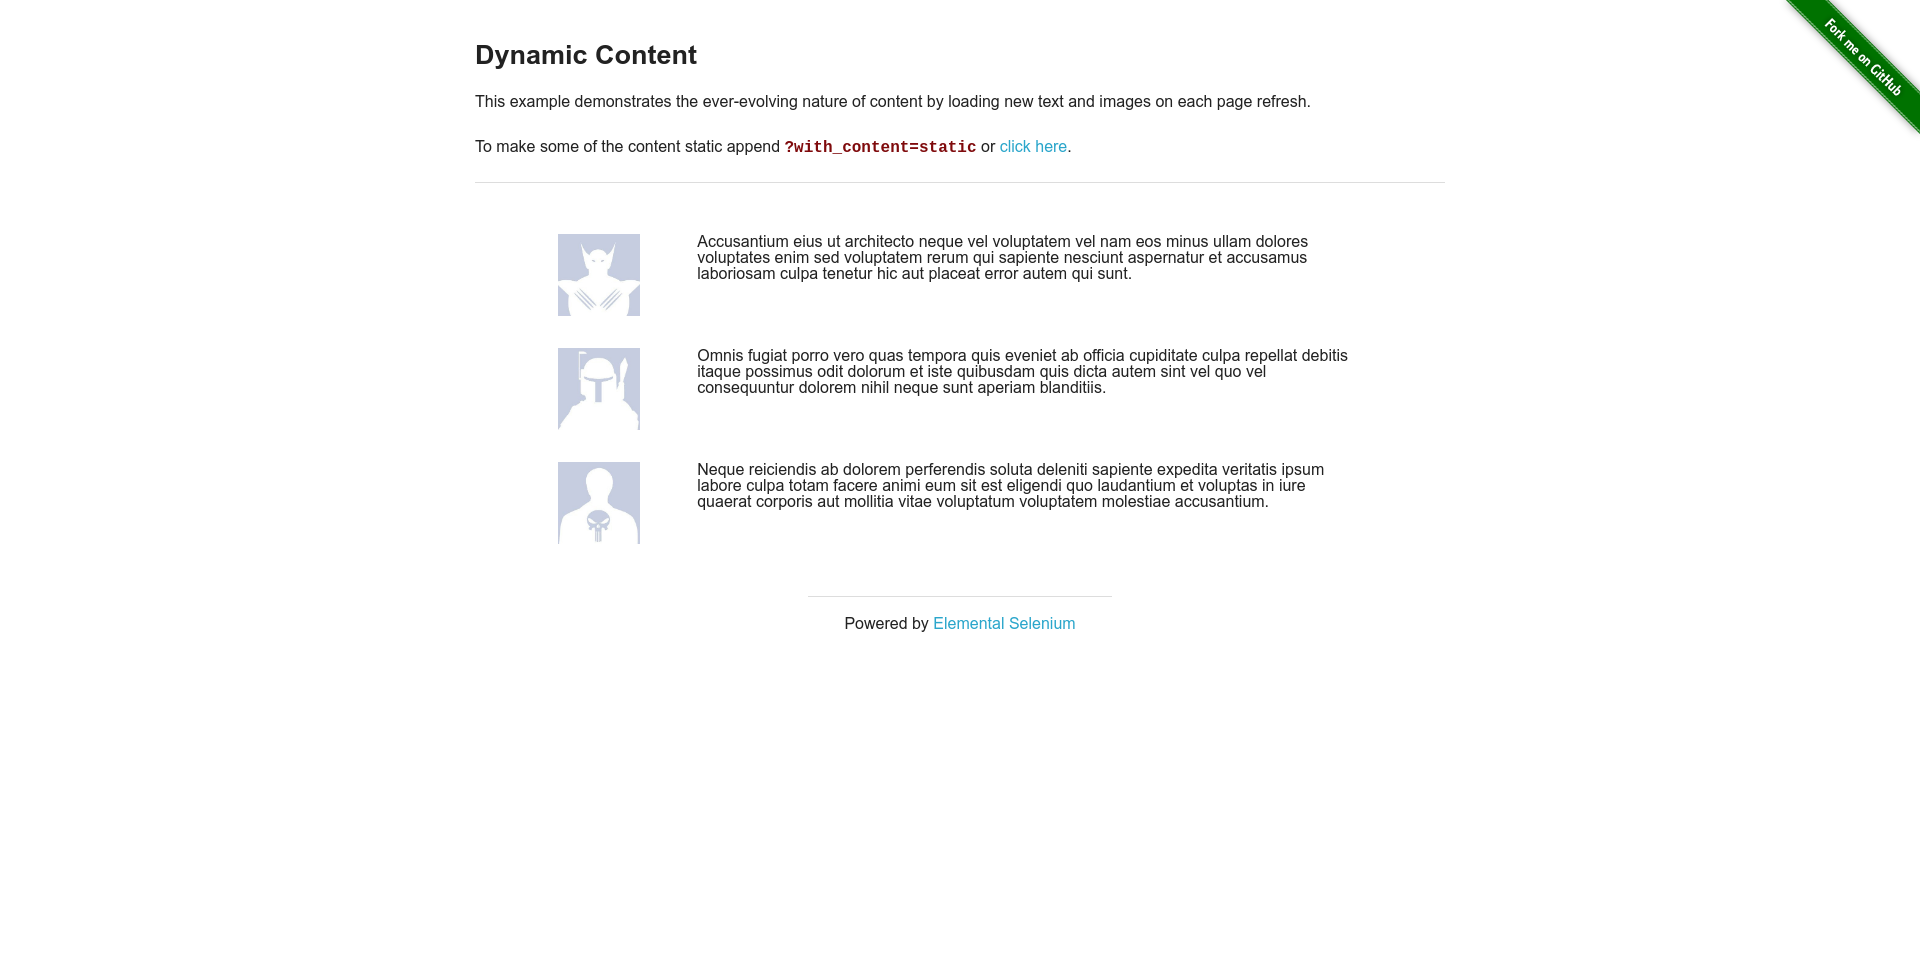 Dynamic Content
This example demonstrates the ever-evolving nature of content by loading new text and images on each page refresh.
To make some of the content static append ?with_content=static or click here.
Accusantium eius ut architecto neque vel voluptatem vel nam eos minus ullam dolores
voluptates enim sed voluptatem rerum qui sapiente nesciunt aspernatur et accusamus
laboriosam culpa tenetur hic aut placeat error autem qui sunt.
Omnis fugiat porro vero quas tempora quis eveniet ab officia cupiditate culpa repellat debitis
itaque possimus odit dolorum et iste quibusdam quis dicta autem sint vel quo vel
consequuntur dolorem nihil neque sunt aperiam blanditiis.
Neque reiciendis ab dolorem perferendis soluta deleniti sapiente expedita veritatis ipsum
labore culpa totam facere animi eum sit est eligendi quo laudantium et voluptas in iure
quaerat corporis aut mollitia vitae voluptatum voluptatem molestiae accusantium.
Powered by Elemental Selenium
Fork me on GitHub